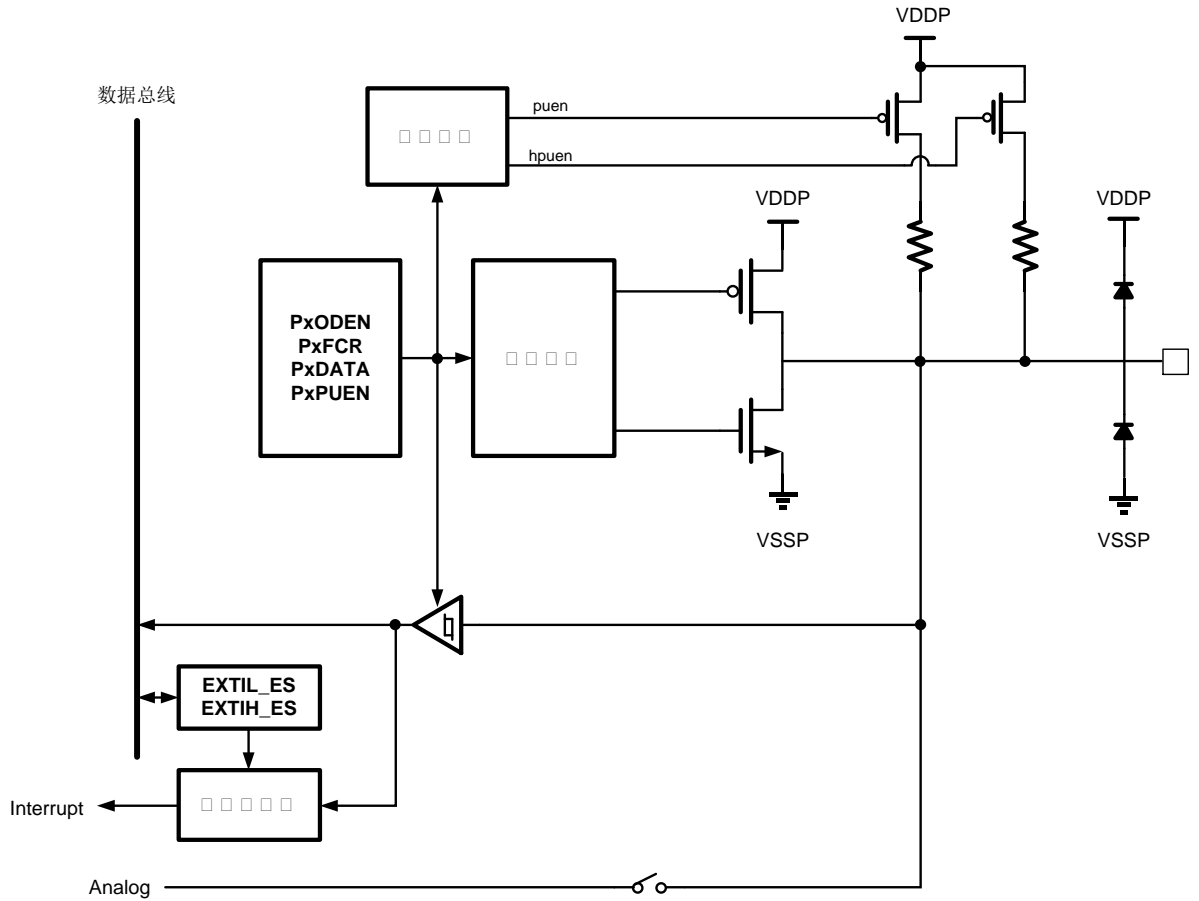 VDDP
数据总线
puen
hpuen
VDDP
VDDP
PxODEN
PxFCR
PxDATA
PxPUEN
VSSP
VSSP
EXTIL_ES
EXTIH_ES
Interrupt
Analog